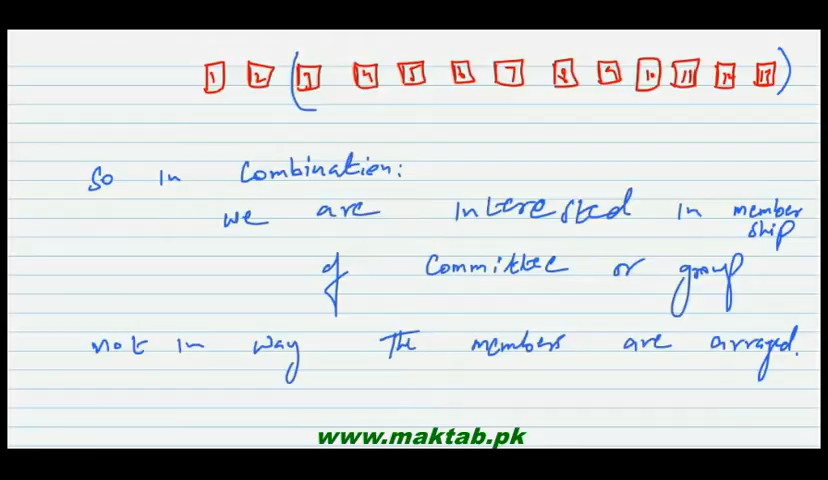 1 2 ( 3 4 5 6 7 8 9 10 11 12 13 )
So in Combination:
we are interested in member
ship
of Committee or group
not in way The members are arraged.
www.maktab.pk